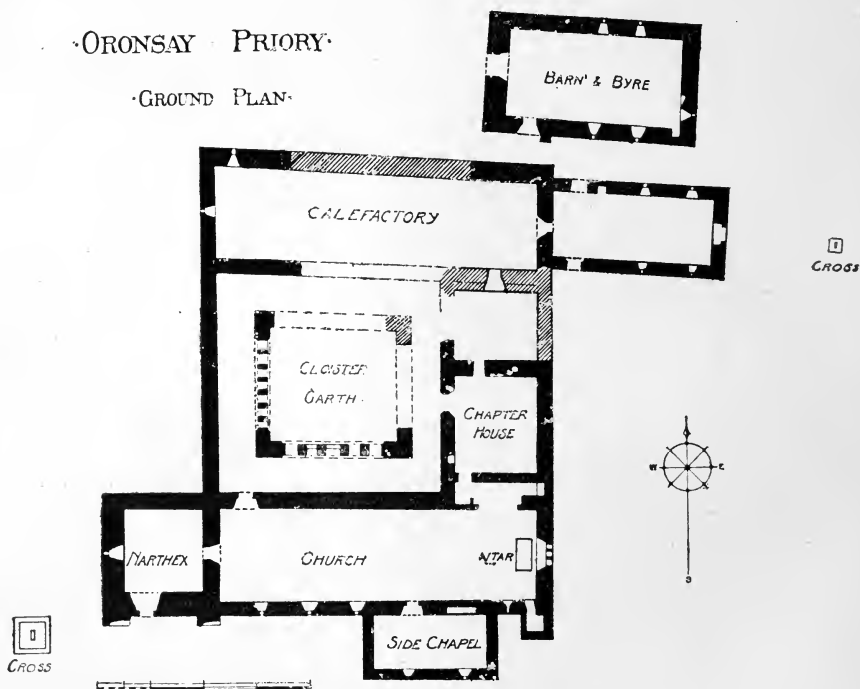 ·ORONSAY PRIORY·
·GROUND PLAN·
BARN & BYRE
CALEFACTORY
CROSS
CLOISTER
GARTH
CHAPTER
HOUSE
W E
S
NARTHEX
CHURCH
ALTAR
SIDE CHAPEL
CROSS